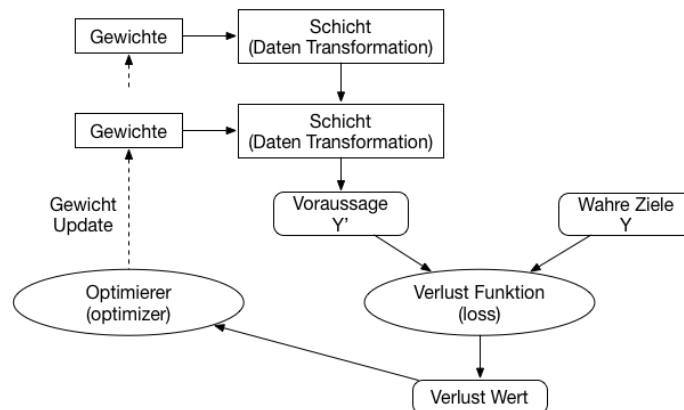 Gewichte
Schicht
(Daten Transformation)
Gewichte
Schicht
(Daten Transformation)
Gewicht
Update
Voraussage
Y'
Wahre Ziele
Y
Optimierer
(optimizer)
Verlust Funktion
(loss)
Verlust Wert